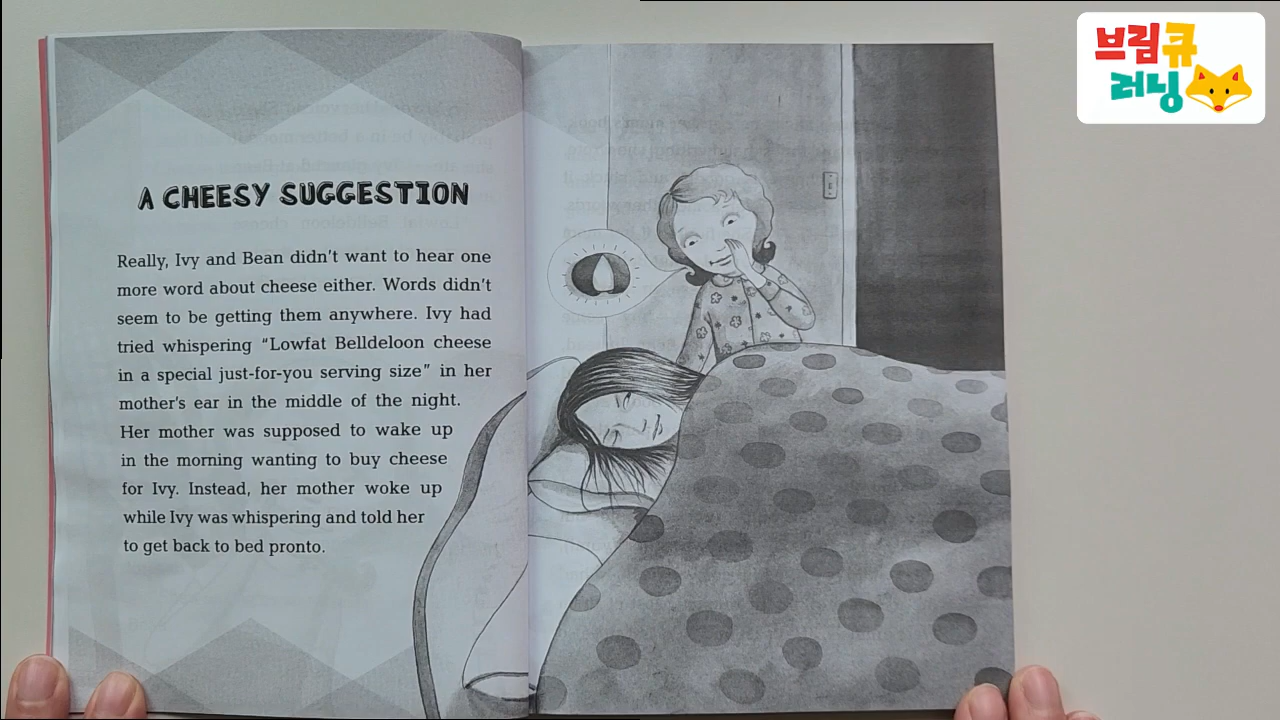 A CHEESY SUGGESTION
Really, Ivy and Bean didn't want to hear one
more word about cheese either. Words didn't
seem to be getting them anywhere. Ivy had
tried whispering “Lowfat Belldeloon cheese
in a special just-for-you serving size” in her
mother's ear in the middle of the night.
Her mother was supposed to wake up
in the morning wanting to buy cheese
for Ivy. Instead, her mother woke up
while Ivy was whispering and told her
to get back to bed pronto.
브림큐
러닝